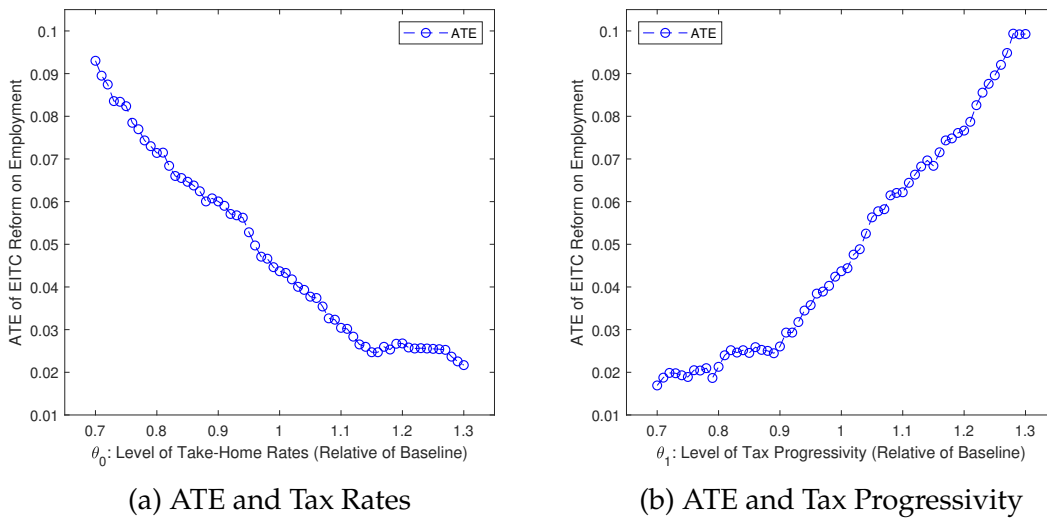 ATE
0.1
0.09
0.08
0.07
0.06
0.05
0.04
0.03
0.02
0.01
ATE of EITC Reform on Employment
0.7 0.8 0.9 1 1.1 1.2 1.3
θ0: Level of Take-Home Rates (Relative of Baseline)
(a) ATE and Tax Rates
ATE
0.1
0.09
0.08
0.07
0.06
0.05
0.04
0.03
0.02
0.01
ATE of EITC Reform on Employment
0.7 0.8 0.9 1 1.1 1.2 1.3
θ1: Level of Tax Progressivity (Relative of Baseline)
(b) ATE and Tax Progressivity